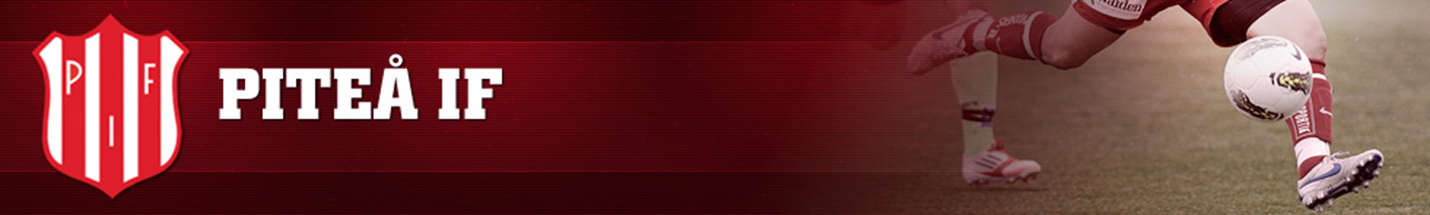 P F
I
PITEÅ IF